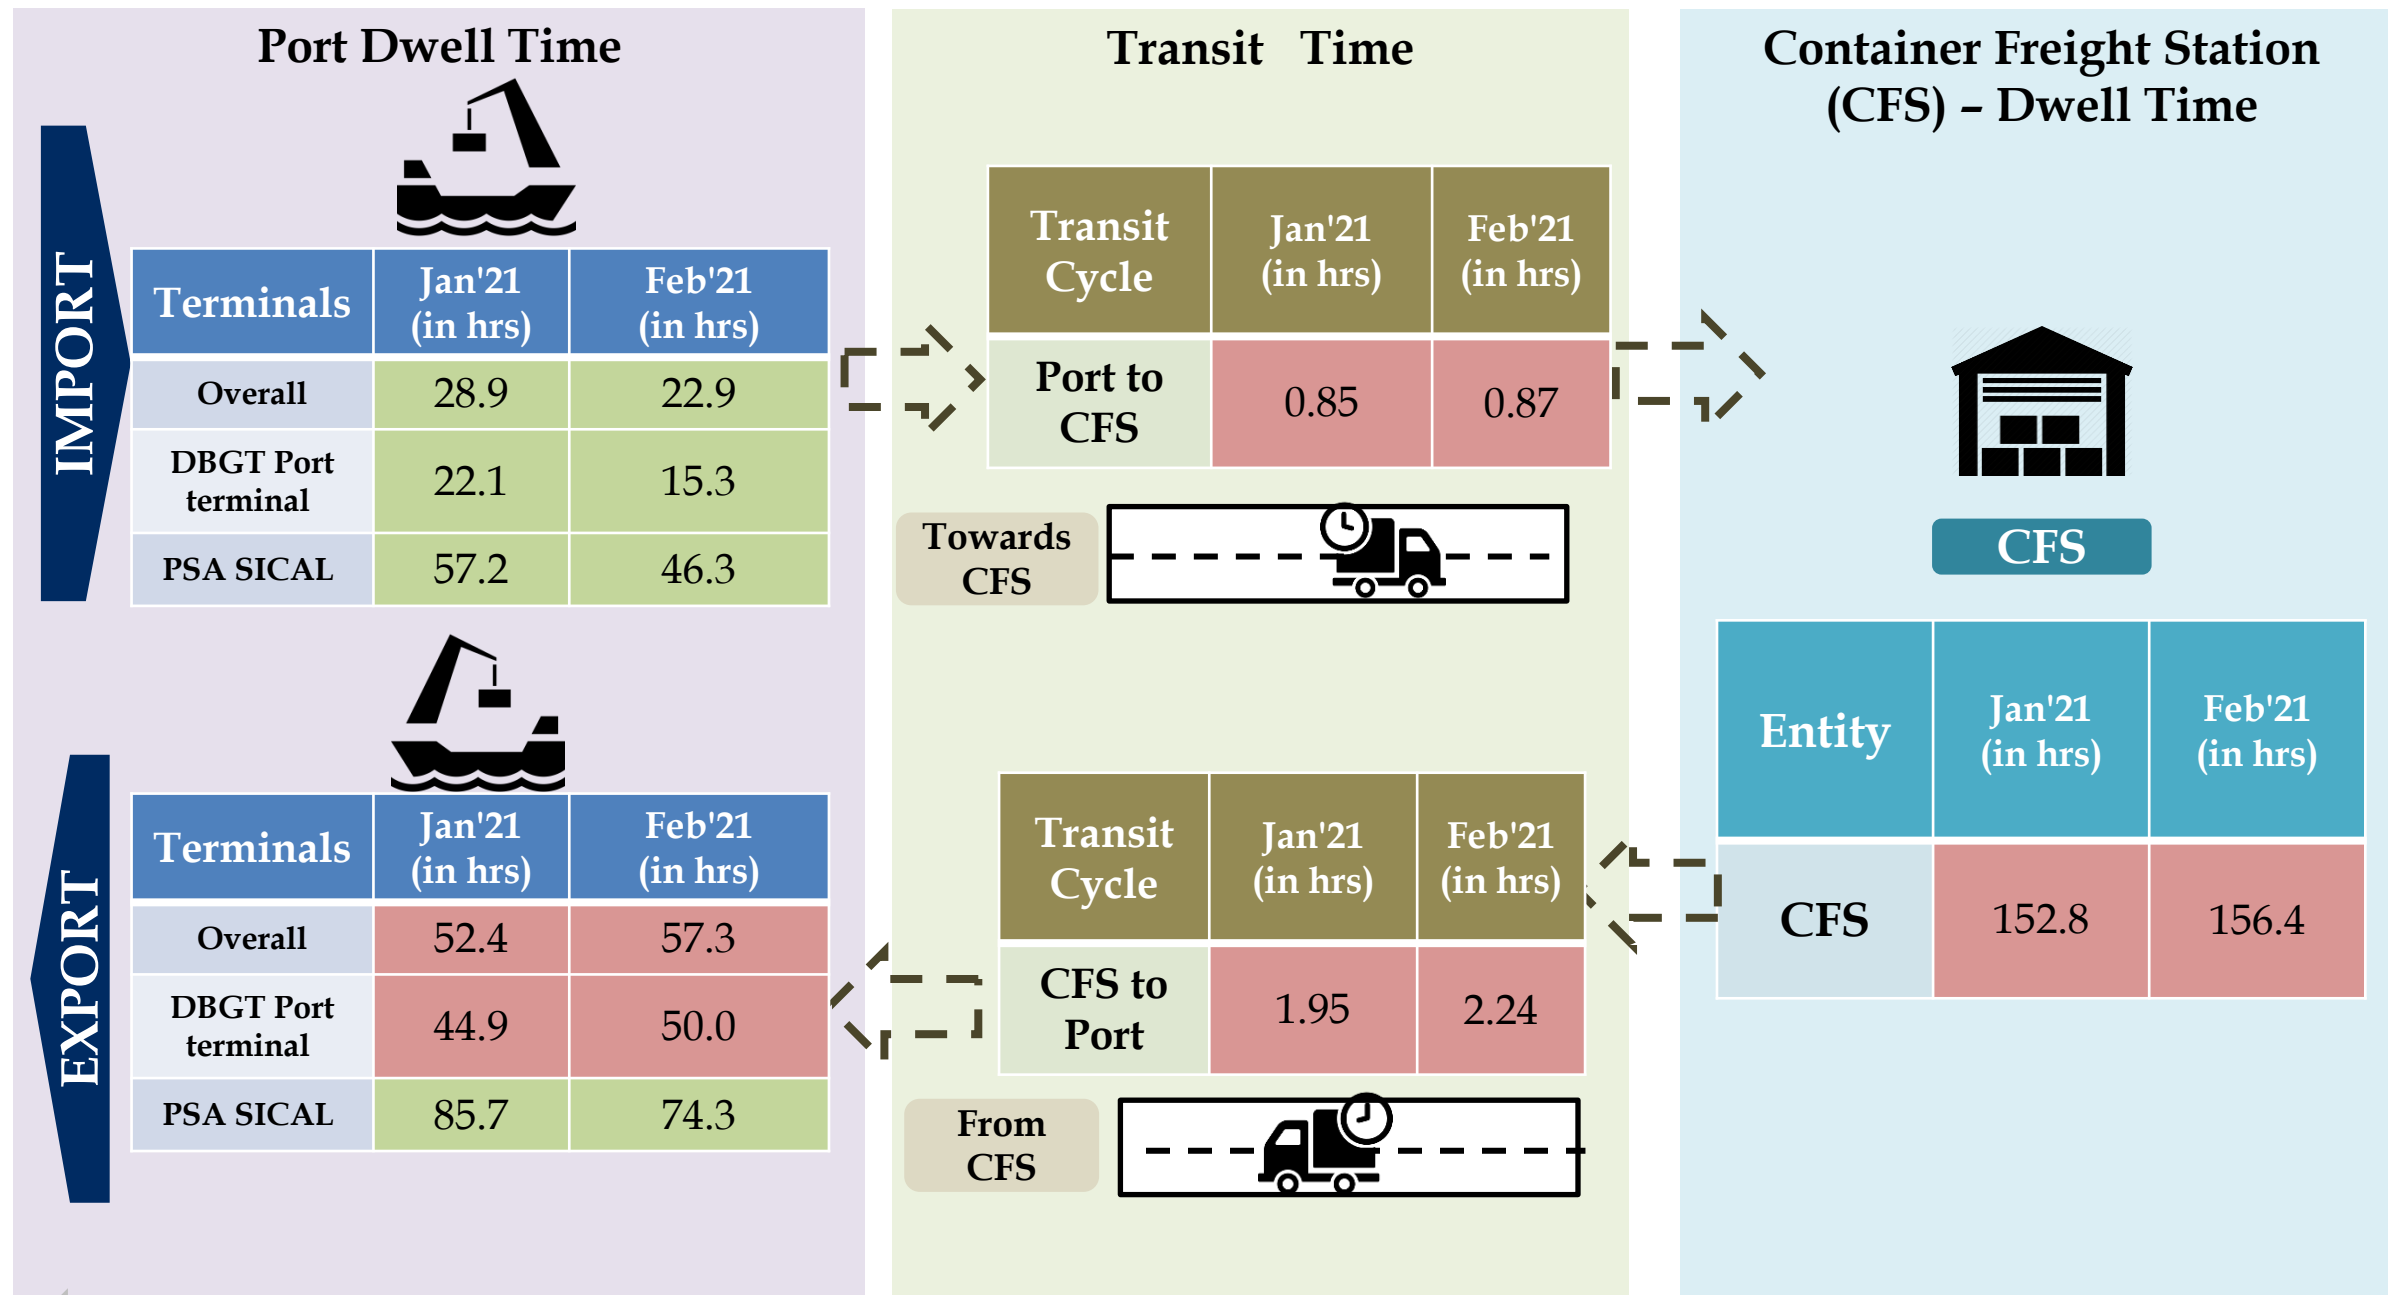 Port Dwell Time
IMPORT
Terminals Jan'21 (in hrs) Feb'21 (in hrs)
Overall 28.9 22.9
DBGT Port terminal 22.1 15.3
PSA SICAL 57.2 46.3
EXPORT
Terminals Jan'21 (in hrs) Feb'21 (in hrs)
Overall 52.4 57.3
DBGT Port terminal 44.9 50.0
PSA SICAL 85.7 74.3
Transit Time
Transit Cycle Jan'21 (in hrs) Feb'21 (in hrs)
Port to CFS 0.85 0.87
Towards
CFS
Transit Cycle Jan'21 (in hrs) Feb'21 (in hrs)
CFS to Port 1.95 2.24
From
CFS
Container Freight Station
(CFS) – Dwell Time
CFS
Entity Jan'21 (in hrs) Feb'21 (in hrs)
CFS 152.8 156.4